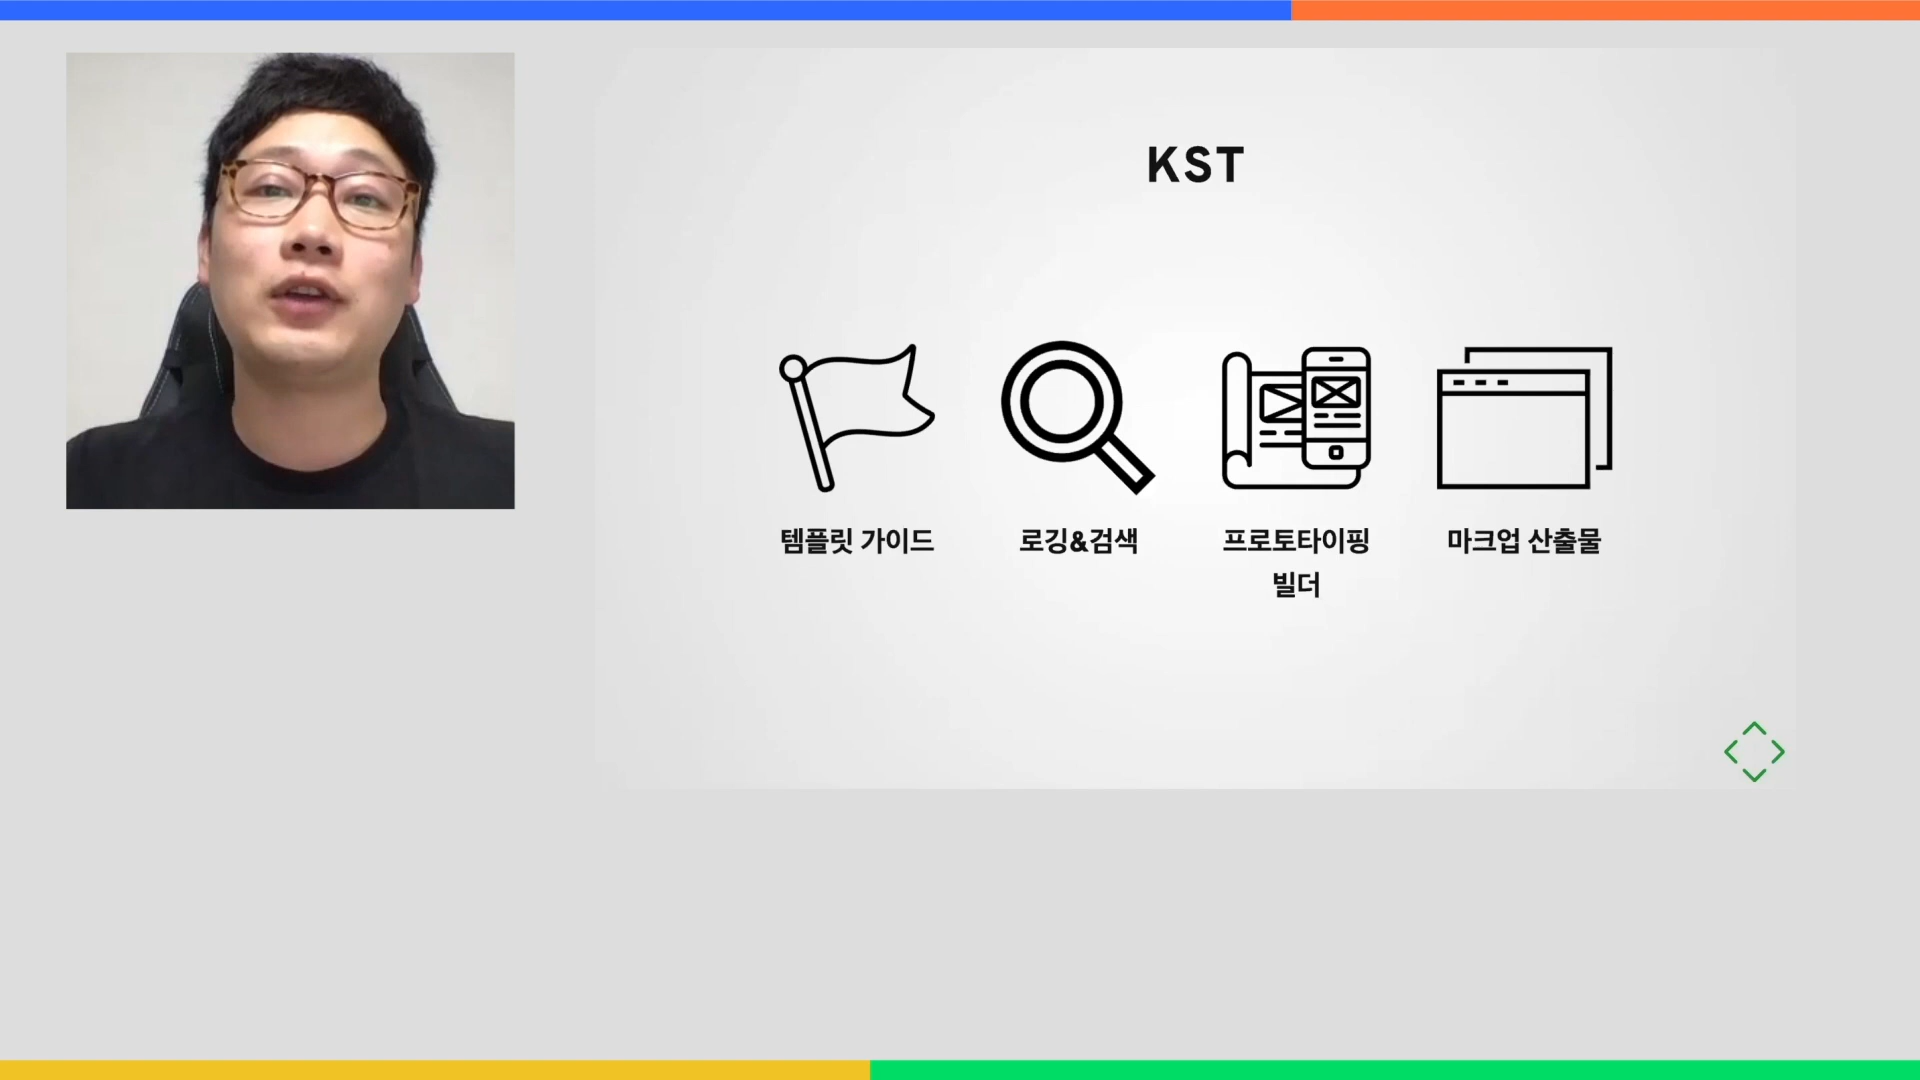 KST
템플릿 가이드
로깅&검색
프로토타이핑
빌더
마크업 산출물